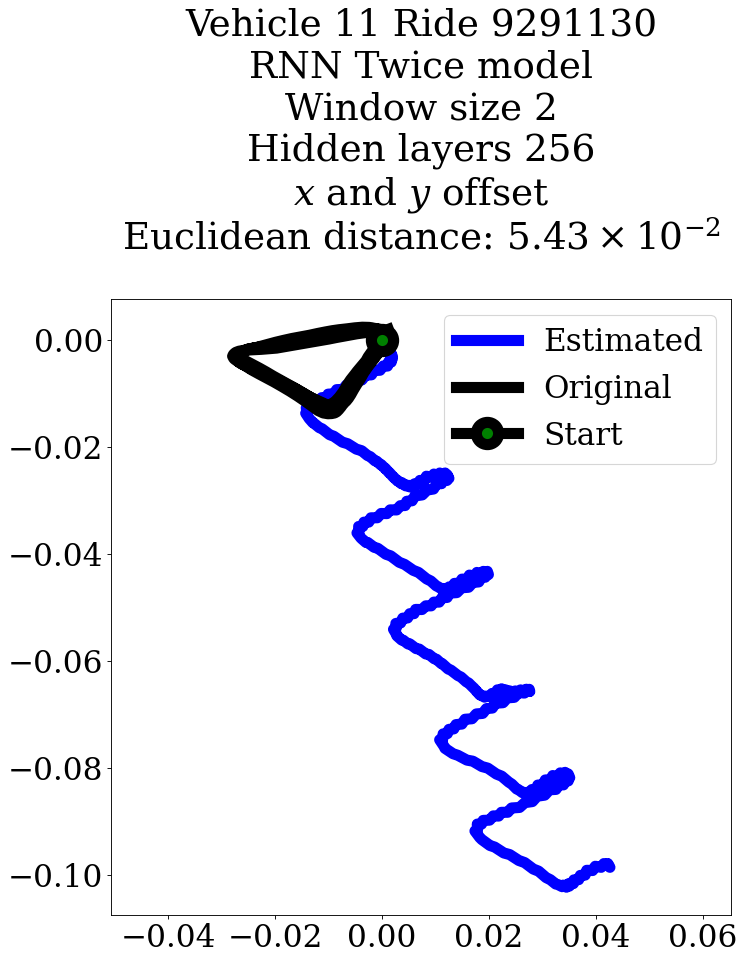 Vehicle 11 Ride 9291130
RNN Twice model
Window size 2
Hidden layers 256
x and y offset
Euclidean distance: 5.43 × 10⁻²
Estimated
Original
Start
0.00
−0.02
−0.04
−0.06
−0.08
−0.10
−0.04 −0.02 0.00 0.02 0.04 0.06